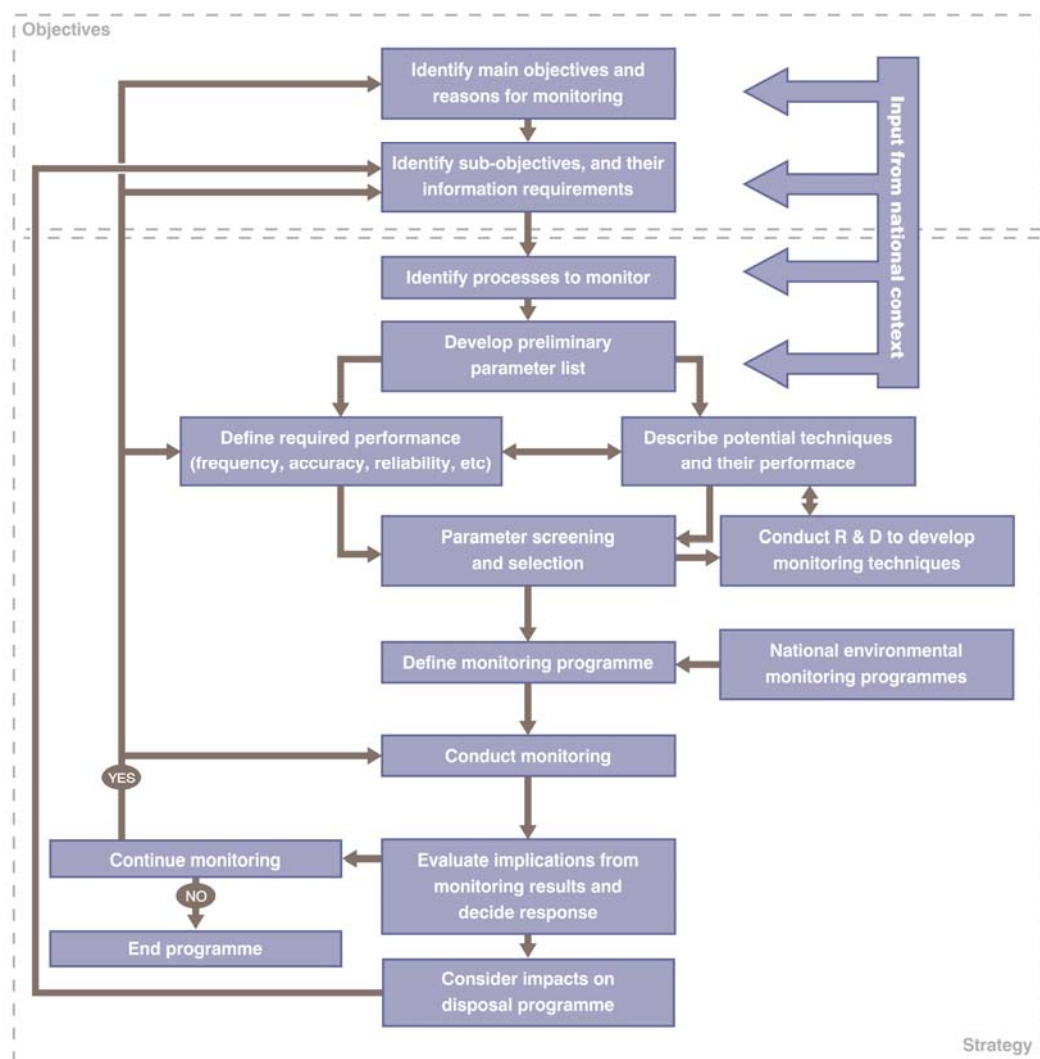 Objectives
Identify main objectives and
reasons for monitoring
Identify sub-objectives, and their
information requirements
Input from national
context
Identify processes to monitor
Develop preliminary
parameter list
Define required performance
(frequency, accuracy, reliability, etc)
Describe potential techniques
and their performace
Parameter screening
and selection
Conduct R & D to develop
monitoring techniques
Define monitoring programme
National environmental
monitoring programmes
Conduct monitoring
YES
Continue monitoring
Evaluate implications from
monitoring results and
decide response
NO
End programme
Consider impacts on
disposal programme
Strategy